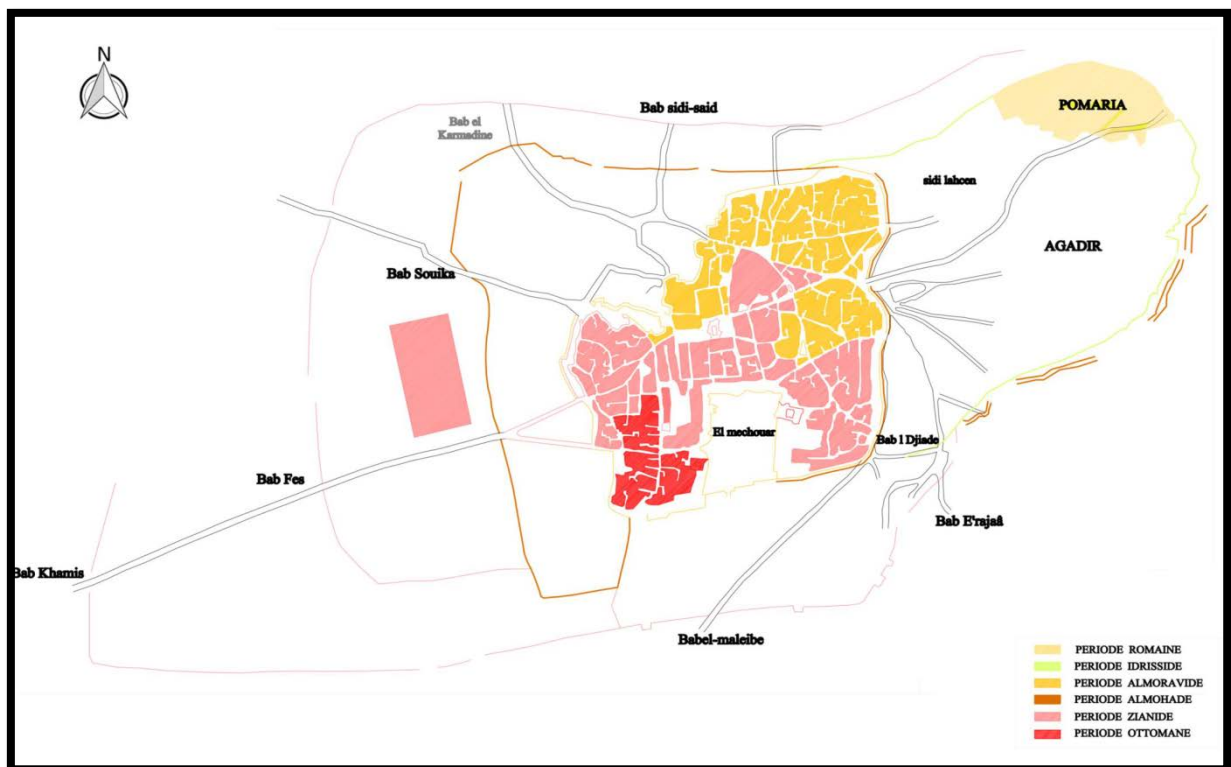 N
Bab sidi-said
POMARIA
Bab el
Karmadine
sidi lahcen
AGADIR
Bab Souika
El mechouar
Bab l Djiade
Bab Fes
Bab E'rajaâ
Bab Khamis
Babel-maleibe
PERIODE ROMAINE
PERIODE IDRISSIDE
PERIODE ALMORAVIDE
PERIODE ALMOHADE
PERIODE ZIANIDE
PERIODE OTTOMANE